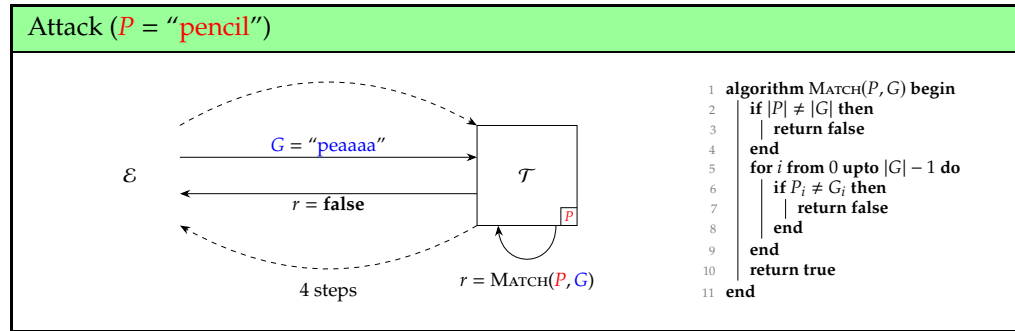 Attack (P = “pencil”)
G = “peaaaa”
ℰ
𝒯
r = false
P
r = Match(P, G)
4 steps
1 algorithm Match(P, G) begin
2 if |P| ≠ |G| then
3 return false
4 end
5 for i from 0 upto |G| − 1 do
6 if Pᵢ ≠ Gᵢ then
7 return false
8 end
9 end
10 return true
11 end